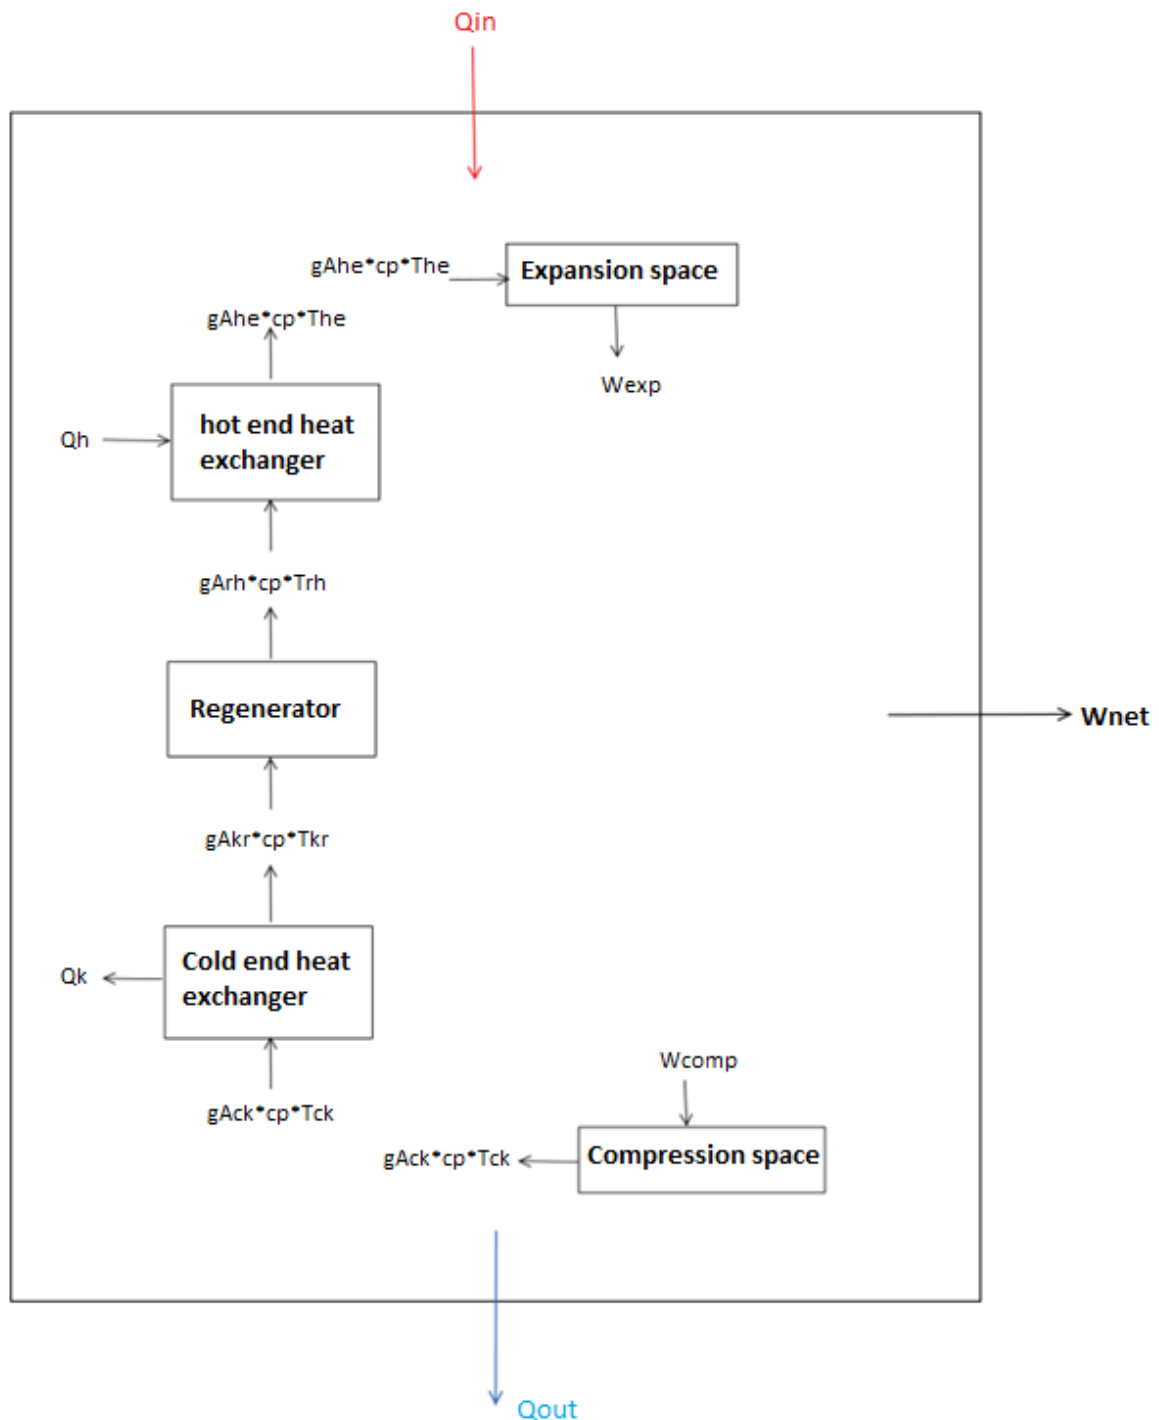 Qin
gAhe*cp*The
Expansion space
gAhe*cp*The
Wexp
hot end heat
exchanger
Qh
gArh*cp*Trh
Regenerator
Wnet
gAkr*cp*Tkr
Cold end heat
exchanger
Qk
Wcomp
gAck*cp*Tck
gAck*cp*Tck
Compression space
Qout